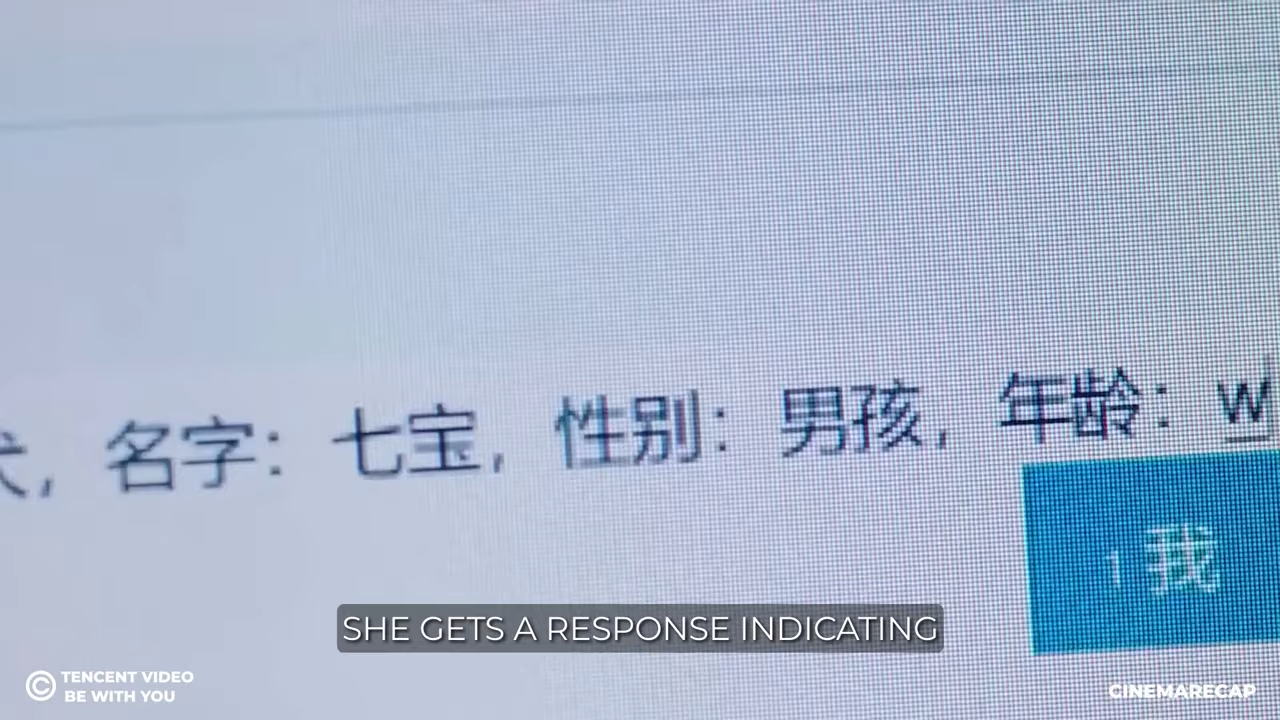 ，名字：七宝，性别：男孩，年龄：w
1 我
SHE GETS A RESPONSE INDICATING
© TENCENT VIDEO
BE WITH YOU
CINEMARECAP